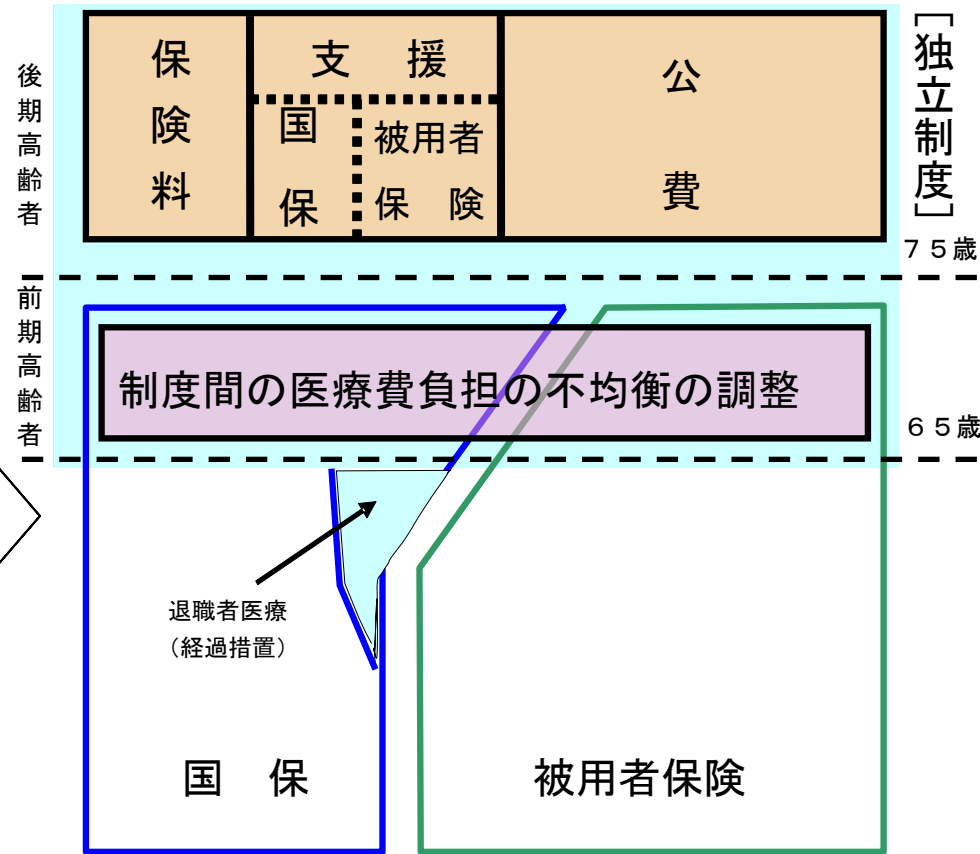 後期高齢者
保険料
支 援
国保
被用者
保 険
公費
［独立制度］
７５歳
前期高齢者
制度間の医療費負担の不均衡の調整
６５歳
退職者医療
（経過措置）
国 保
被用者保険